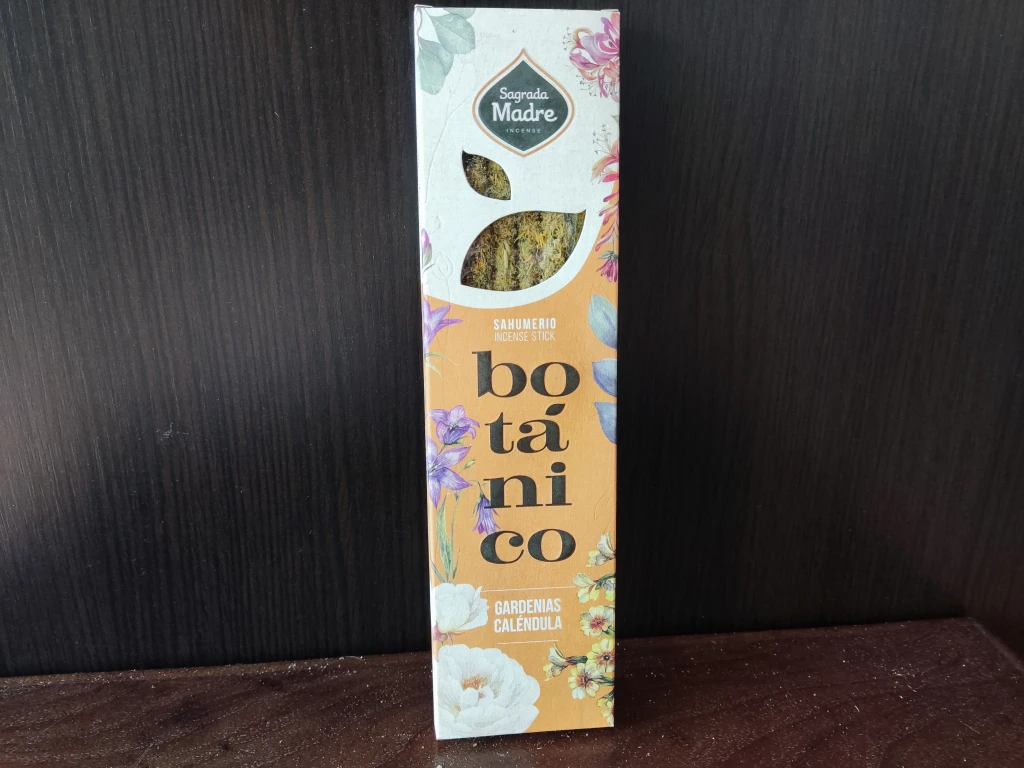 Sagrada
Madre
INCENSE
SAHUMERIO
INCENSE STICK
bo
tá
ni
co
GARDENIAS
CALÉNDULA